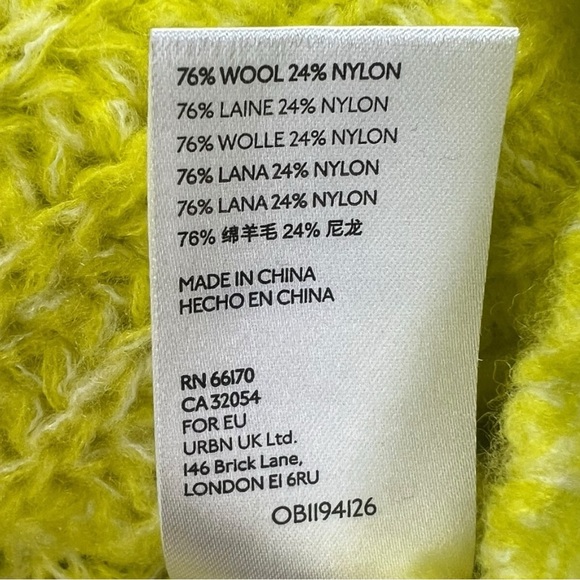 76% WOOL 24% NYLON
76% LAINE 24% NYLON
76% WOLLE 24% NYLON
76% LANA 24% NYLON
76% LANA 24% NYLON
76% 绵羊毛 24% 尼龙
MADE IN CHINA
HECHO EN CHINA
RN 66170
CA 32054
FOR EU
URBN UK Ltd.
146 Brick Lane,
LONDON E1 6RU
OB1194126